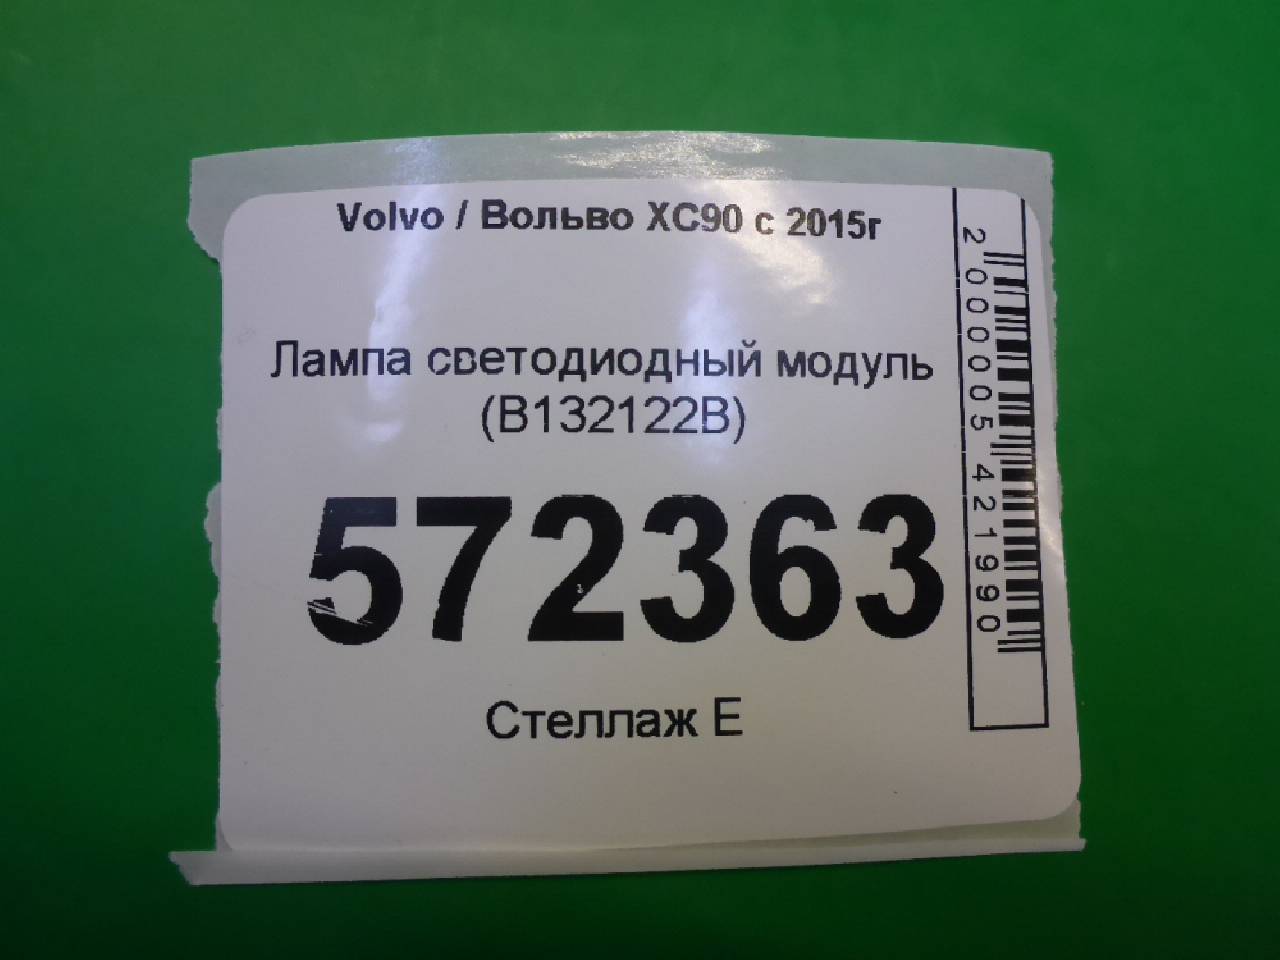 Volvo / Вольво XC90 с 2015г
Лампа светодиодный модуль
(B132122B)
572363
Стеллаж Е
2000005421990